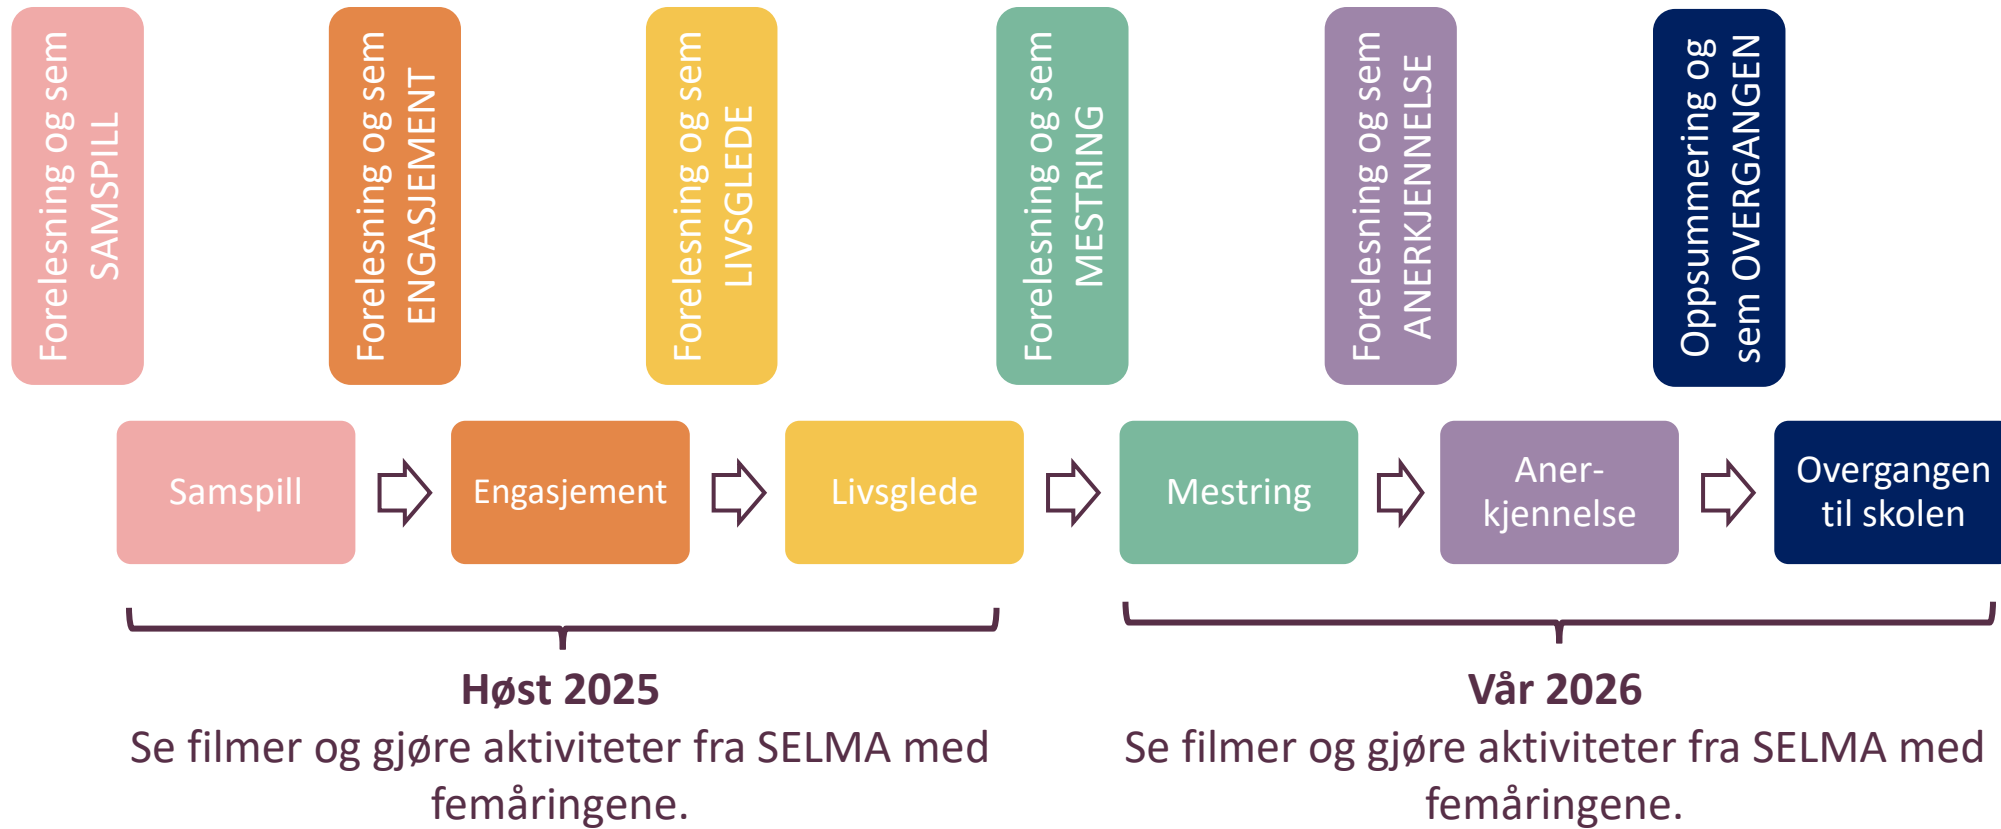 Forelesning og sem
SAMSPILL
Forelesning og sem
ENGASJEMENT
Forelesning og sem
LIVSGLEDE
Forelesning og sem
MESTRING
Forelesning og sem
ANERKJENNELSE
Oppsummering og
sem OVERGANGEN
Samspill
Engasjement
Livsglede
Mestring
Aner-
kjennelse
Overgangen
til skolen
Høst 2025
Se filmer og gjøre aktiviteter fra SELMA med
femåringene.
Vår 2026
Se filmer og gjøre aktiviteter fra SELMA med
femåringene.